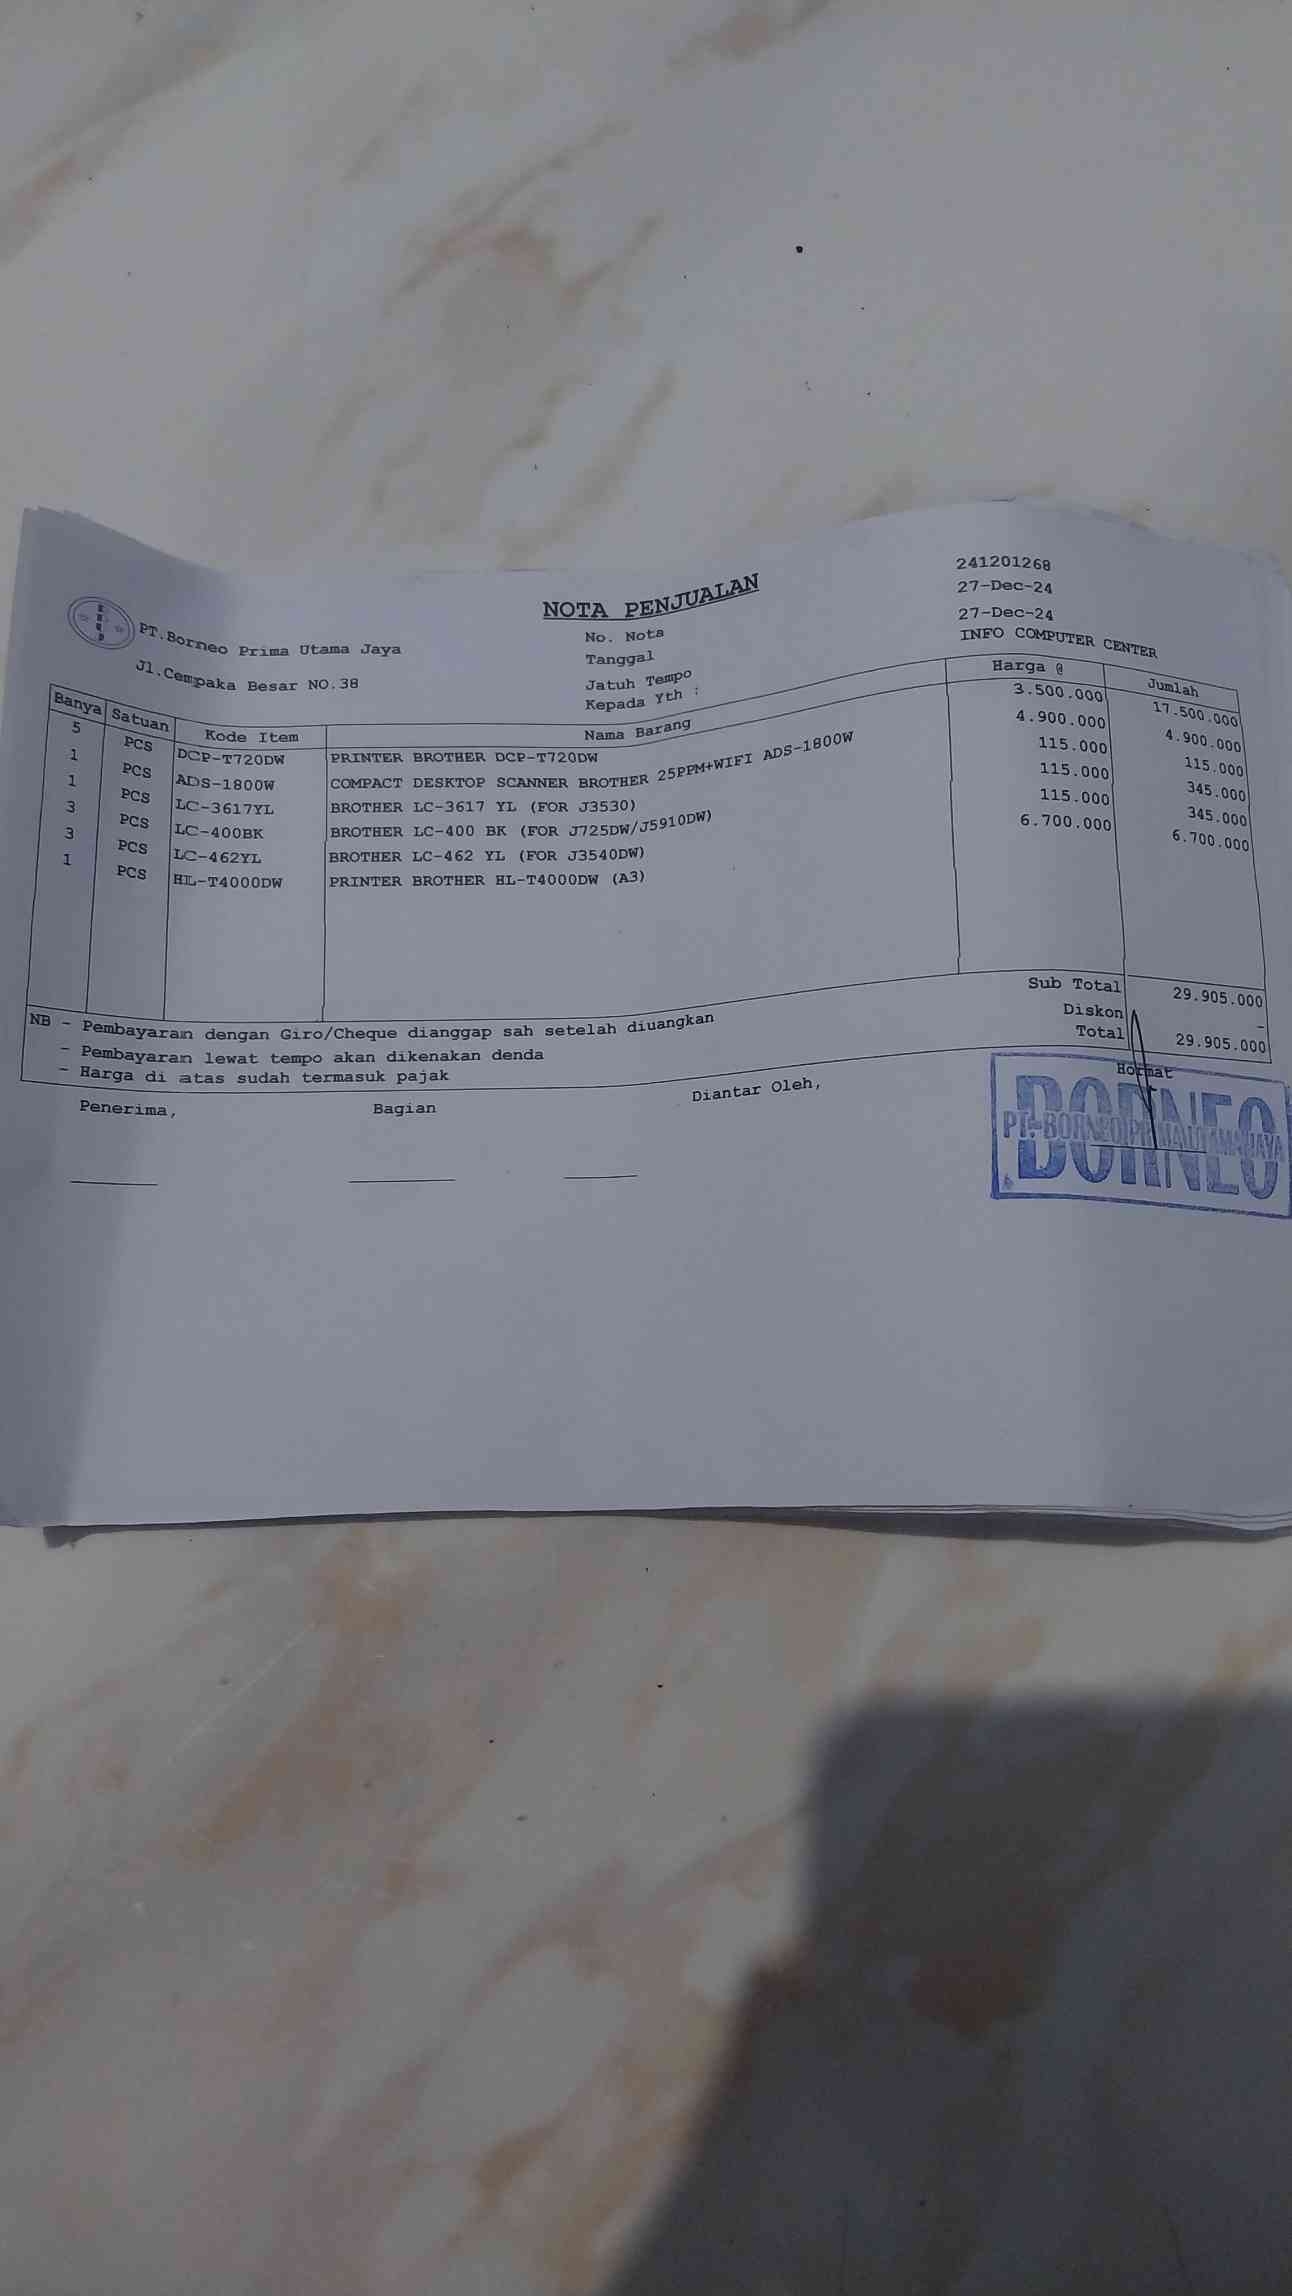 NOTA PENJUALAN
PT.Borneo Prima Utama Jaya
Jl.Cempaka Besar NO.38
No. Nota 241201268
Tanggal 27-Dec-24
Jatuh Tempo 27-Dec-24
Kepada Yth : INFO COMPUTER CENTER
Banya Satuan Kode Item Nama Barang Harga @ Jumlah
5 PCS DCP-T720DW PRINTER BROTHER DCP-T720DW 3.500.000 17.500.000
1 PCS ADS-1800W COMPACT DESKTOP SCANNER BROTHER 25PPM+WIFI ADS-1800W 4.900.000 4.900.000
1 PCS LC-3617YL BROTHER LC-3617 YL (FOR J3530) 115.000 115.000
3 PCS LC-400BK BROTHER LC-400 BK (FOR J725DW/J5910DW) 115.000 345.000
3 PCS LC-462YL BROTHER LC-462 YL (FOR J3540DW) 115.000 345.000
1 PCS HL-T4000DW PRINTER BROTHER HL-T4000DW (A3) 6.700.000 6.700.000
Sub Total 29.905.000
Diskon -
Total 29.905.000
NB - Pembayaran dengan Giro/Cheque dianggap sah setelah diuangkan
- Pembayaran lewat tempo akan dikenakan denda
- Harga di atas sudah termasuk pajak
Penerima, Bagian Diantar Oleh, Hormat
BORNEO
PT. BORNEO PRIMA UTAMA JAYA